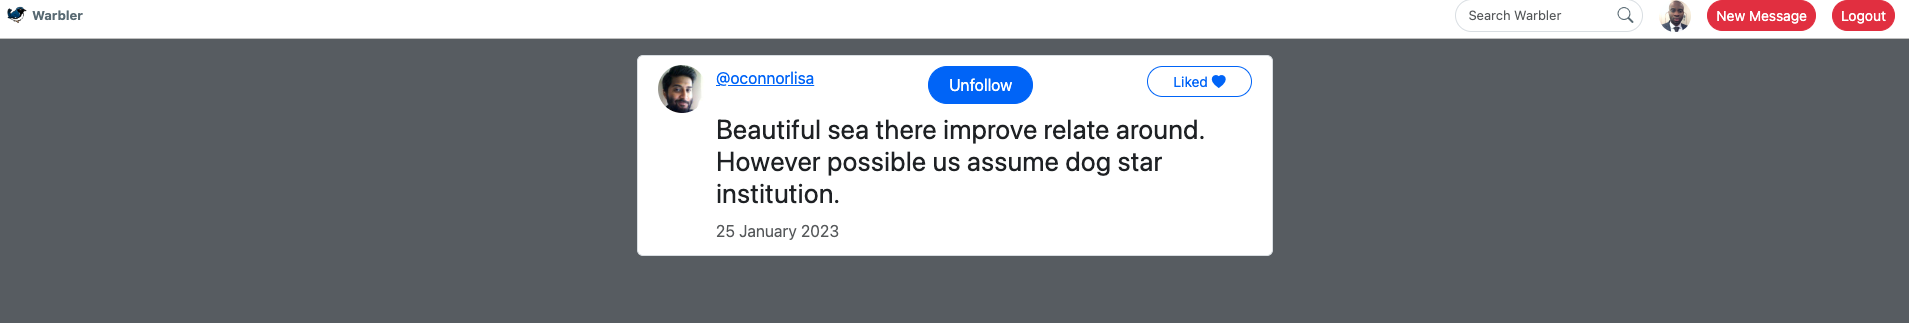 Warbler
Search Warbler
New Message
Logout
@oconnorlisa
Unfollow
Liked
Beautiful sea there improve relate around.
However possible us assume dog star
institution.
25 January 2023